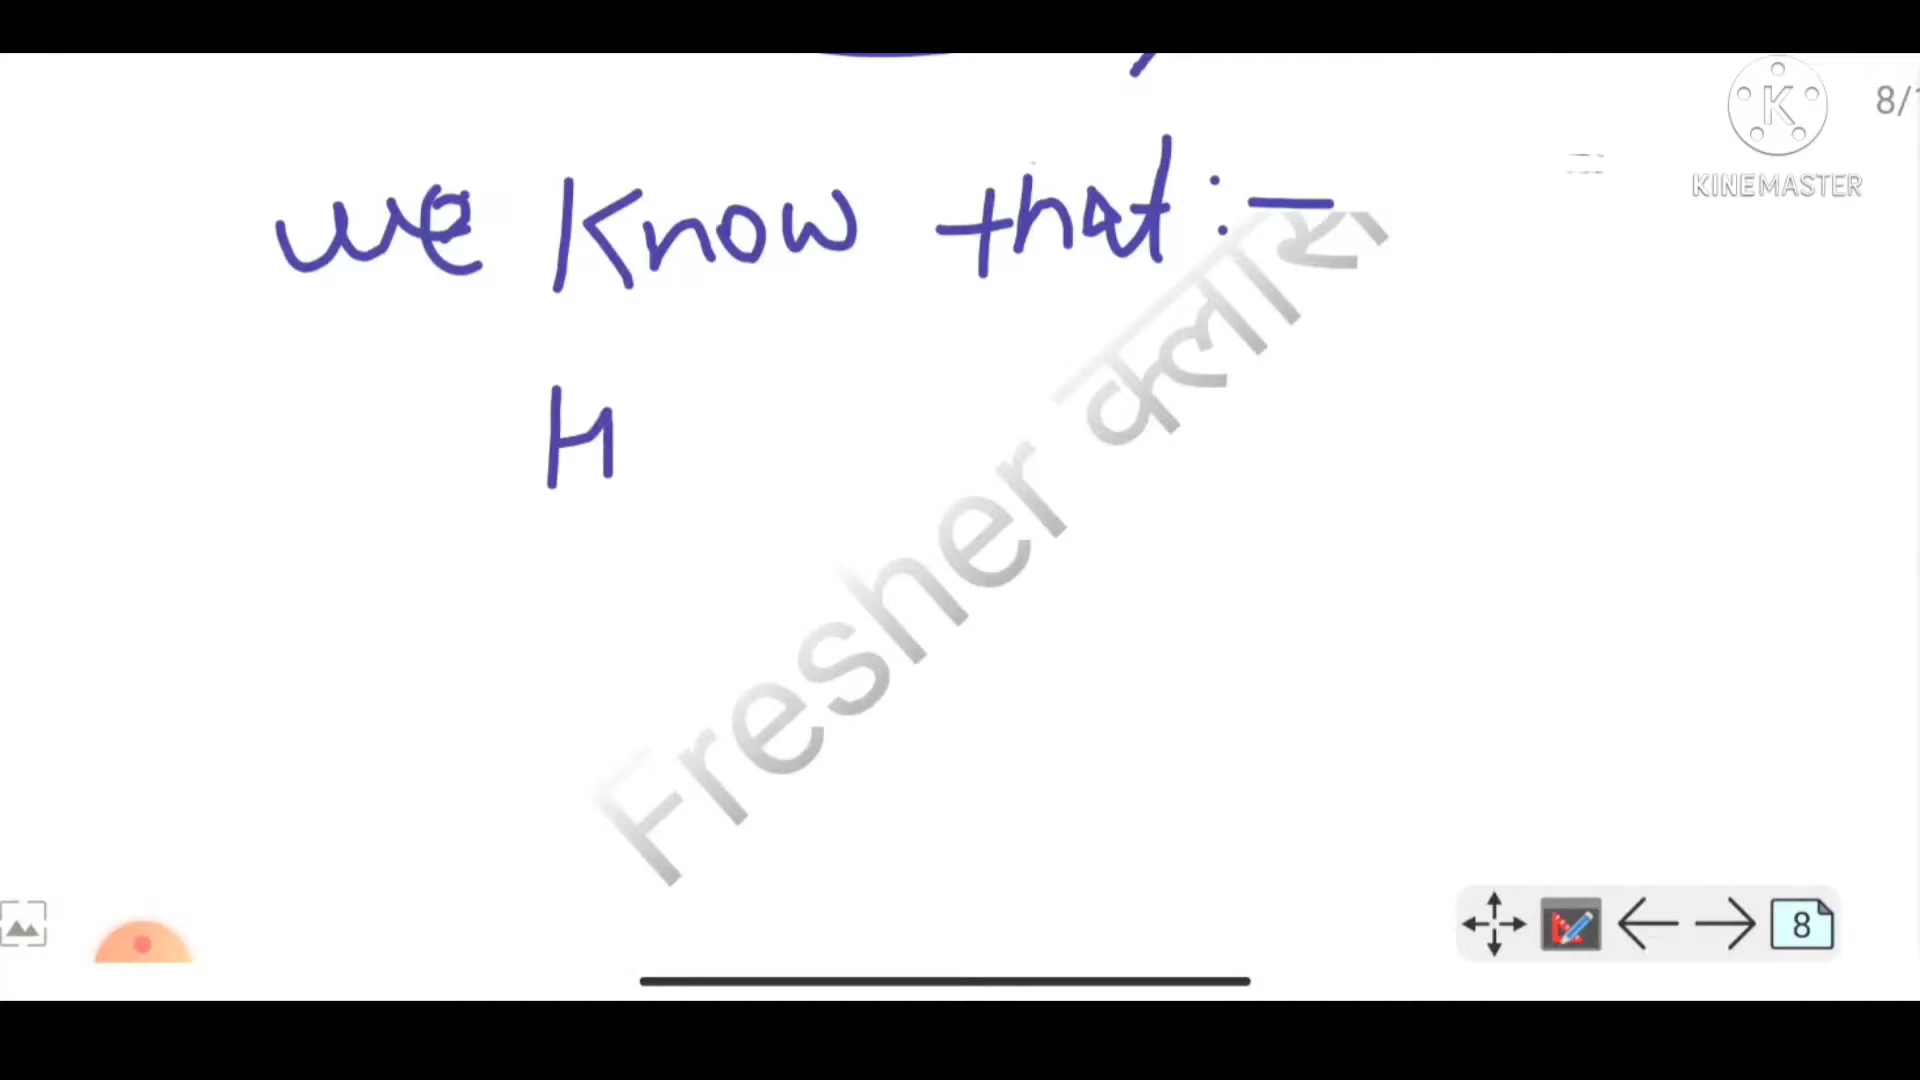 8/
KINEMASTER
we know that :-
H
Fresher क्लास
8